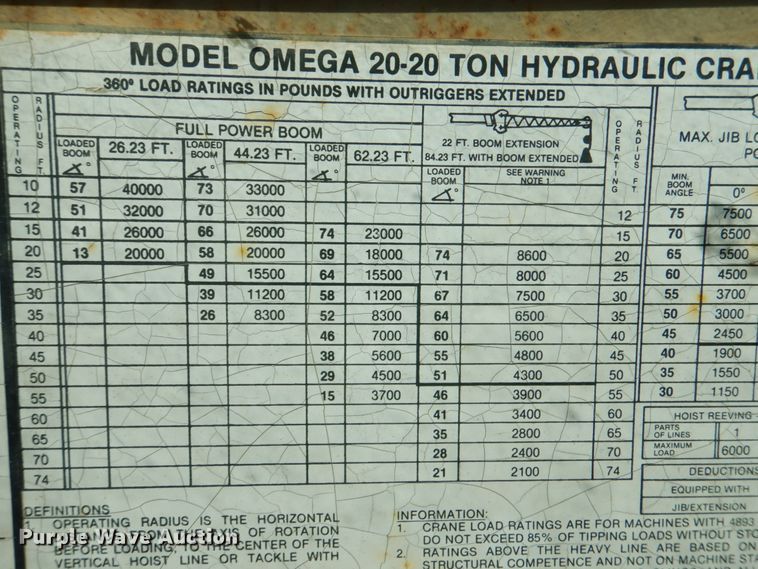 MODEL OMEGA 20-20 TON HYDRAULIC
360° LOAD RATINGS IN POUNDS WITH OUTRIGGERS EXTENDED
OPERATING RADIUS FT.
FULL POWER BOOM
LOADED BOOM 26.23 FT. LOADED BOOM 44.23 FT. LOADED BOOM 62.23 FT.
22 FT. BOOM EXTENSION
84.23 FT. WITH BOOM EXTENDED
LOADED BOOM SEE WARNING NOTE 1
OPERATING RADIUS FT.
MAX. JIB
MIN. BOOM ANGLE 0°
10 57 40000 73 33000
12 51 32000 70 31000 12 75 7500
15 41 26000 66 26000 74 23000 15 70 6500
20 13 20000 58 20000 69 18000 74 8600 20 65 5500
25 49 15500 64 15500 71 8000 25 60 4500
30 39 11200 58 11200 67 7500 30 55 3700
35 26 8300 52 8300 64 6500 35 50 3000
40 46 7000 60 5600 40 45 2450
45 38 5600 55 4800 45 40 1900
50 29 4500 51 4300 50 35 1550
55 15 3700 46 3900 55 30 1150
60 41 3400 60
65 35 2800 65
70 28 2400 70
74 21 2100 74
HOIST REEVING
PARTS OF LINES 1
MAXIMUM LOAD 6000
DEDUCTIONS
EQUIPPED WITH
JIB/EXTENSION
DEFINITIONS
1. OPERATING RADIUS IS THE HORIZONTAL
OF ROTATION
BEFORE LOADING, TO THE CENTER OF THE
VERTICAL HOIST LINE OR TACKLE WITH
INFORMATION:
1. CRANE LOAD RATINGS ARE FOR MACHINES WITH 4893
DO NOT EXCEED 85% OF TIPPING LOADS WITHOUT
2. RATINGS ABOVE THE HEAVY LINE ARE BASED ON
STRUCTURAL COMPETENCE AND NOT ON MACHINE
Purple Wave Auction